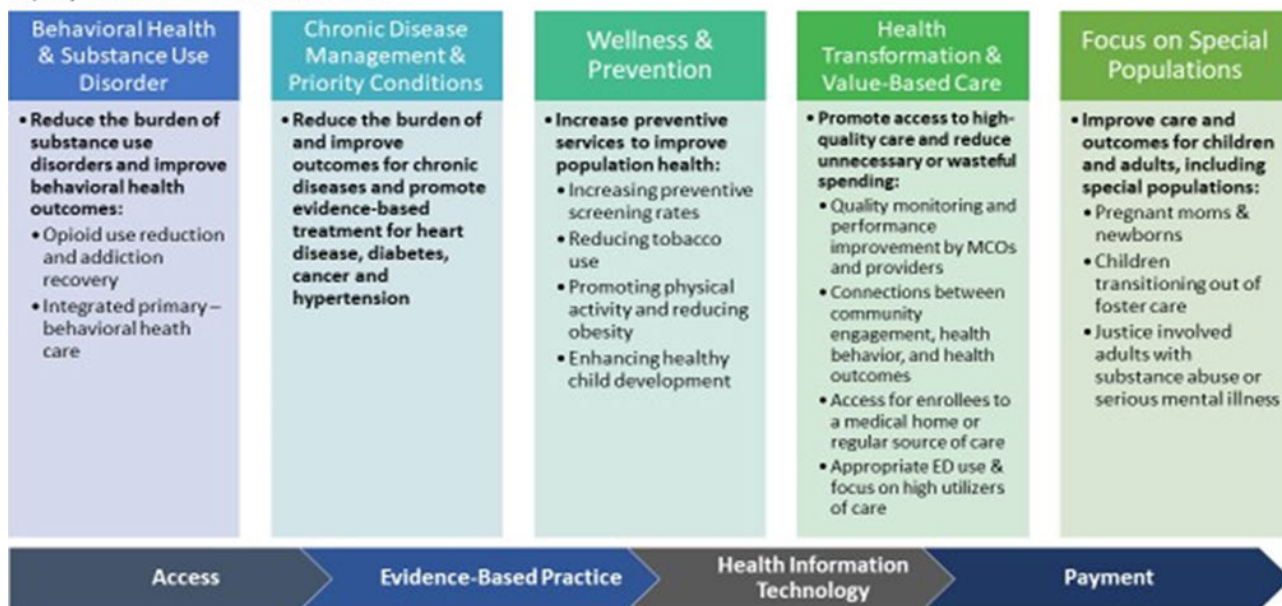 Behavioral Health
& Substance Use
Disorder
• Reduce the burden of
substance use
disorders and improve
behavioral health
outcomes:
• Opioid use reduction
and addiction
recovery
• Integrated primary –
behavioral heath
care
Chronic Disease
Management &
Priority Conditions
• Reduce the burden of
and improve
outcomes for chronic
diseases and promote
evidence-based
treatment for heart
disease, diabetes,
cancer and
hypertension
Wellness &
Prevention
• Increase preventive
services to improve
population health:
• Increasing preventive
screening rates
• Reducing tobacco
use
• Promoting physical
activity and reducing
obesity
• Enhancing healthy
child development
Health
Transformation &
Value-Based Care
• Promote access to high-
quality care and reduce
unnecessary or wasteful
spending:
• Quality monitoring and
performance
improvement by MCOs
and providers
• Connections between
community
engagement, health
behavior, and health
outcomes
• Access for enrollees to
a medical home or
regular source of care
• Appropriate ED use &
focus on high utilizers
of care
Focus on Special
Populations
• Improve care and
outcomes for children
and adults, including
special populations:
• Pregnant moms &
newborns
• Children
transitioning out of
foster care
• Justice involved
adults with
substance abuse or
serious mental illness
Access
Evidence-Based Practice
Health Information
Technology
Payment